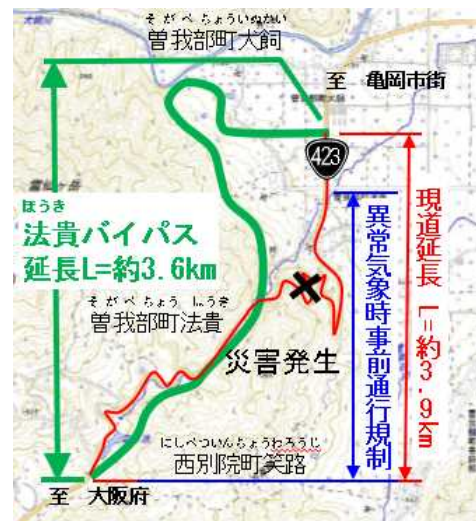 そがべちょういぬかい
曽我部町犬飼
至 亀岡市街
423
ほうき
法貴バイパス
延長L=約3.6km
そがべちょう ほうき
曽我部町法貴
災害発生
異常気象時事前通行規制
現道延長 L=約3.9km
にしべついんちょうわろうじ
西別院町笑路
至 大阪府